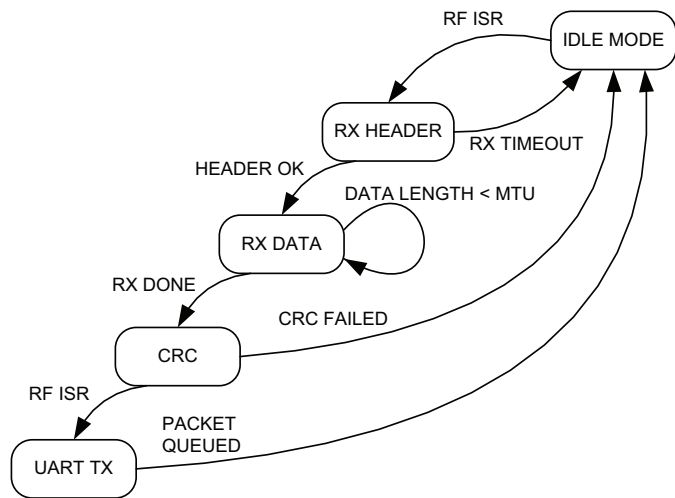 RF ISR
IDLE MODE
RX HEADER
RX TIMEOUT
HEADER OK
DATA LENGTH < MTU
RX DATA
RX DONE
CRC FAILED
CRC
RF ISR
PACKET
QUEUED
UART TX